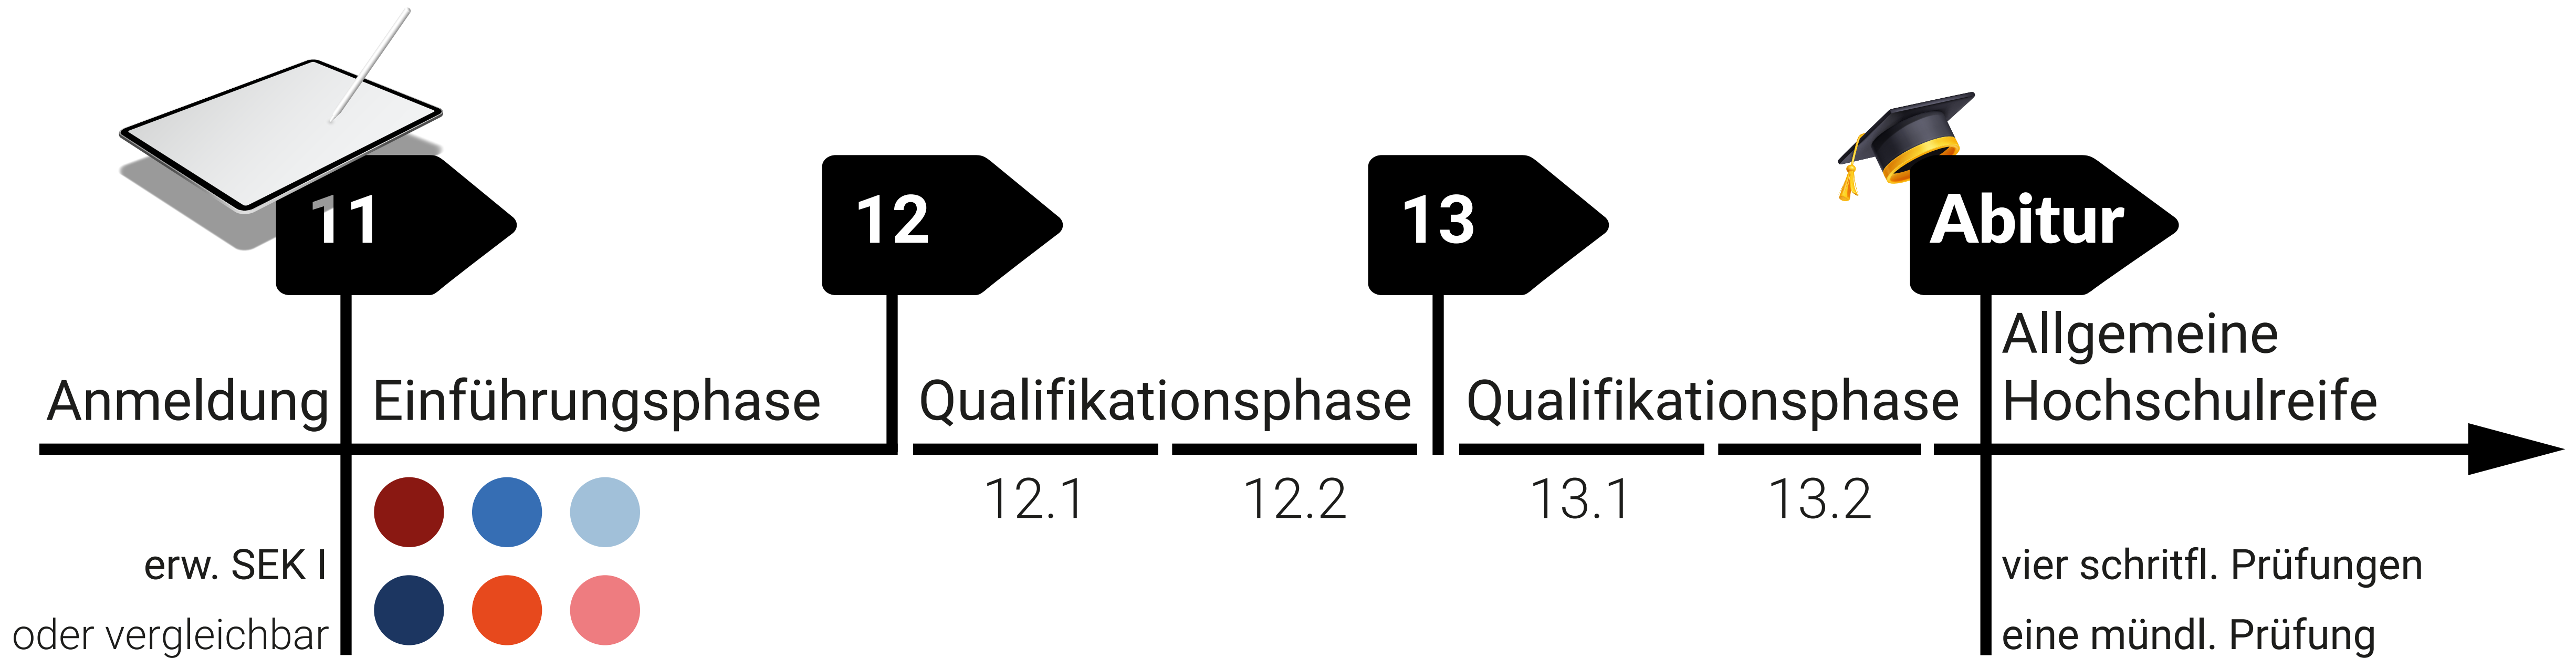 11
12
13
Abitur
Allgemeine
Hochschulreife
Anmeldung
Einführungsphase
Qualifikationsphase
Qualifikationsphase
12.1
12.2
13.1
13.2
erw. SEK I
oder vergleichbar
vier schritfl. Prüfungen
eine mündl. Prüfung